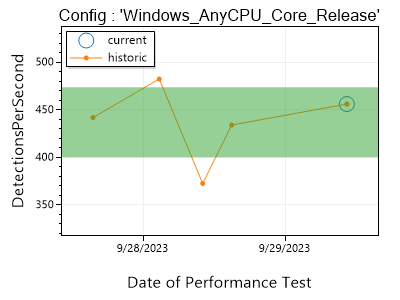 Config : 'Windows_AnyCPU_Core_Release'
current
historic
DetectionsPerSecond
500
450
400
350
9/28/2023
9/29/2023
Date of Performance Test